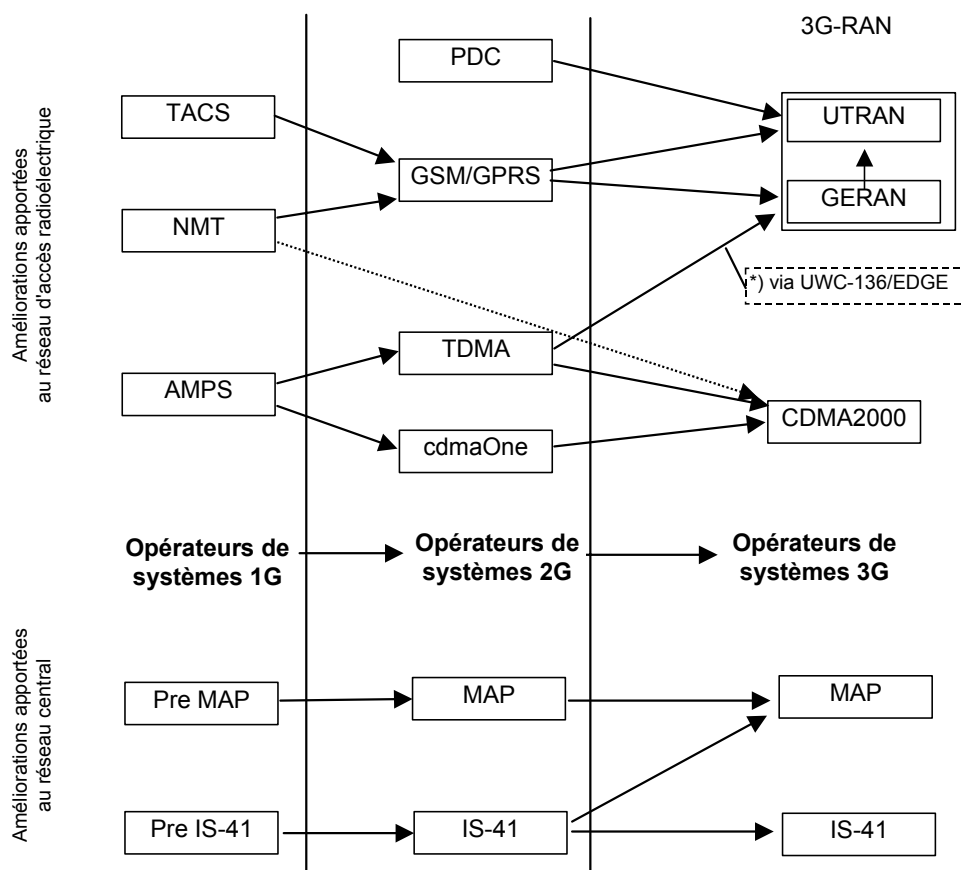 3G-RAN
PDC
TACS
UTRAN
GSM/GPRS
GERAN
NMT
*) via UWC-136/EDGE
TDMA
AMPS
CDMA2000
cdmaOne
Améliorations apportées
au réseau d'accès radioélectrique
Opérateurs de
systèmes 1G
Opérateurs de
systèmes 2G
Opérateurs de
systèmes 3G
Améliorations apportées
au réseau central
Pre MAP
MAP
MAP
Pre IS-41
IS-41
IS-41